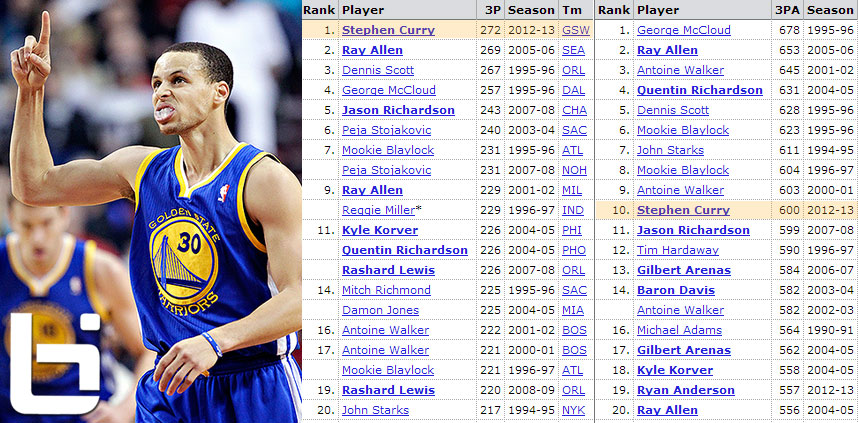 GOLDEN STATE
30
WARRIORS
Rank Player 3P Season Tm
1. Stephen Curry 272 2012-13 GSW
2. Ray Allen 269 2005-06 SEA
3. Dennis Scott 267 1995-96 ORL
4. George McCloud 257 1995-96 DAL
5. Jason Richardson 243 2007-08 CHA
6. Peja Stojakovic 240 2003-04 SAC
7. Mookie Blaylock 231 1995-96 ATL
Peja Stojakovic 231 2007-08 NOH
9. Ray Allen 229 2001-02 MIL
Reggie Miller* 229 1996-97 IND
11. Kyle Korver 226 2004-05 PHI
Quentin Richardson 226 2004-05 PHO
Rashard Lewis 226 2007-08 ORL
14. Mitch Richmond 225 1995-96 SAC
Damon Jones 225 2004-05 MIA
16. Antoine Walker 222 2001-02 BOS
17. Antoine Walker 221 2000-01 BOS
Mookie Blaylock 221 1996-97 ATL
19. Rashard Lewis 220 2008-09 ORL
20. John Starks 217 1994-95 NYK
Rank Player 3PA Season
1. George McCloud 678 1995-96
2. Ray Allen 653 2005-06
3. Antoine Walker 645 2001-02
4. Quentin Richardson 631 2004-05
5. Dennis Scott 628 1995-96
6. Mookie Blaylock 623 1995-96
7. John Starks 611 1994-95
8. Mookie Blaylock 604 1996-97
9. Antoine Walker 603 2000-01
10. Stephen Curry 600 2012-13
11. Jason Richardson 599 2007-08
12. Tim Hardaway 590 1996-97
13. Gilbert Arenas 584 2006-07
14. Baron Davis 582 2003-04
Antoine Walker 582 2002-03
16. Michael Adams 564 1990-91
17. Gilbert Arenas 562 2004-05
18. Kyle Korver 558 2004-05
19. Ryan Anderson 557 2012-13
20. Ray Allen 556 2004-05